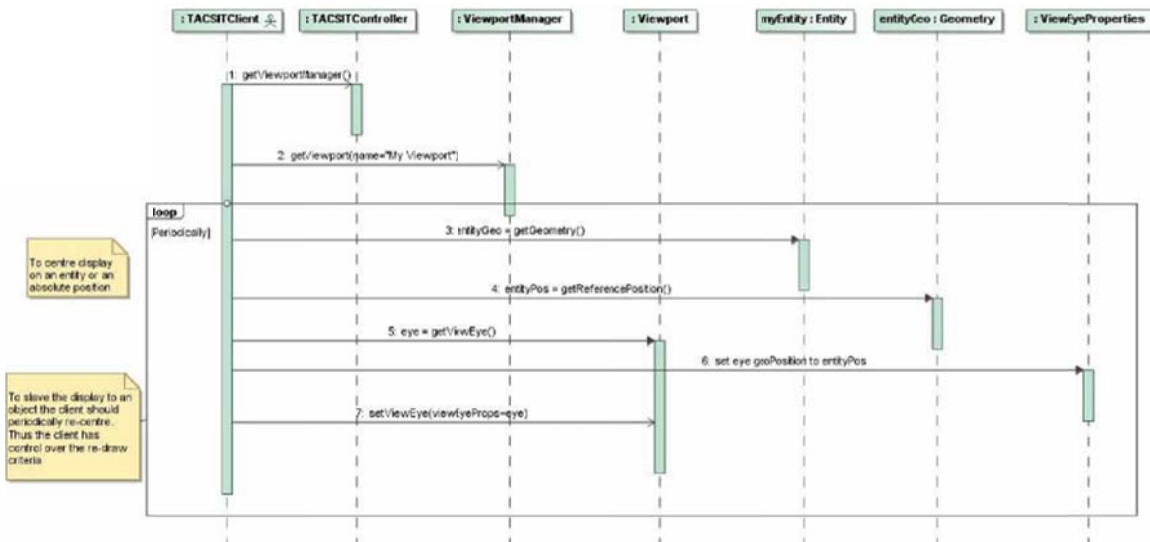 : TACSITClient
: TACSITController
: ViewportManager
: Viewport
myEntity : Entity
entityGeo : Geometry
: ViewEyeProperties
1: getViewportManager()
2: getViewport(name="My Viewport")
loop
[Periodically]
3: entityGeo = getGeometry()
To centre display
on an entity or an
absolute position
4: entityPos = getReferencePostion()
5: eye = getViewEye()
6: set eye geoPosition to entityPos
To slave the display to an
object the client should
periodically re-centre.
Thus the client has
control over the re-draw
criteria
7: setViewEye(viewEyeProps=eye)